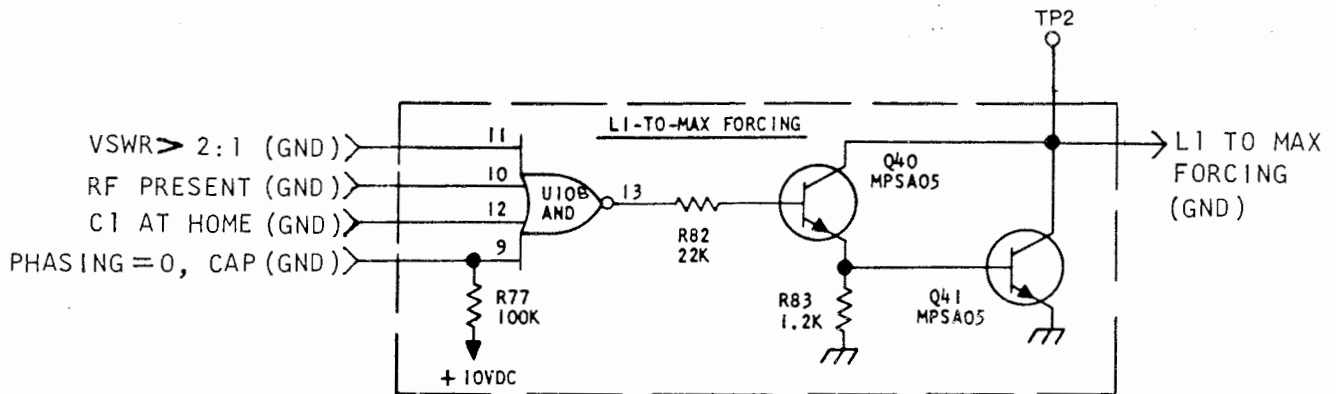 TP2
L1-TO-MAX FORCING
VSWR> 2:1 (GND)
11
RF PRESENT (GND)
10
U10B
AND
13
C1 AT HOME (GND)
12
PHASING=0, CAP (GND)
9
R77
100K
+10VDC
R82
22K
Q40
MPSA05
R83
1.2K
Q41
MPSA05
L1 TO MAX
FORCING
(GND)